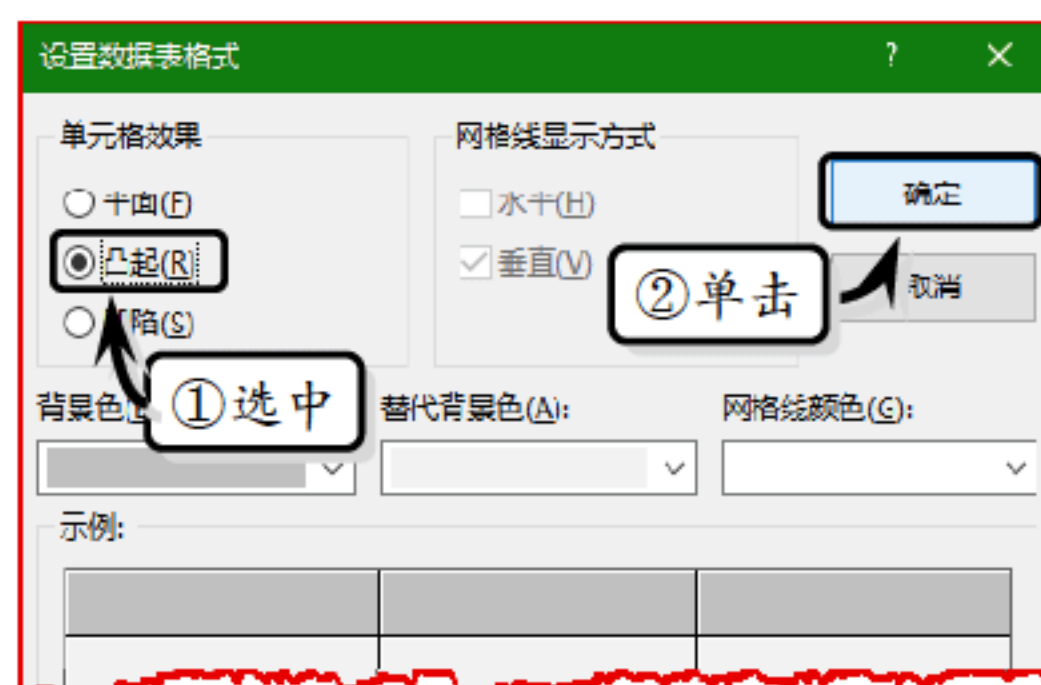 设置数据表格式 ? ×
单元格效果
网格线显示方式
平面(F)
水平(H)
确定
凸起(R)
垂直(V)
②单击
取消
陷(S)
①选中
背景色
替代背景色(A):
网格线颜色(G):
示例: